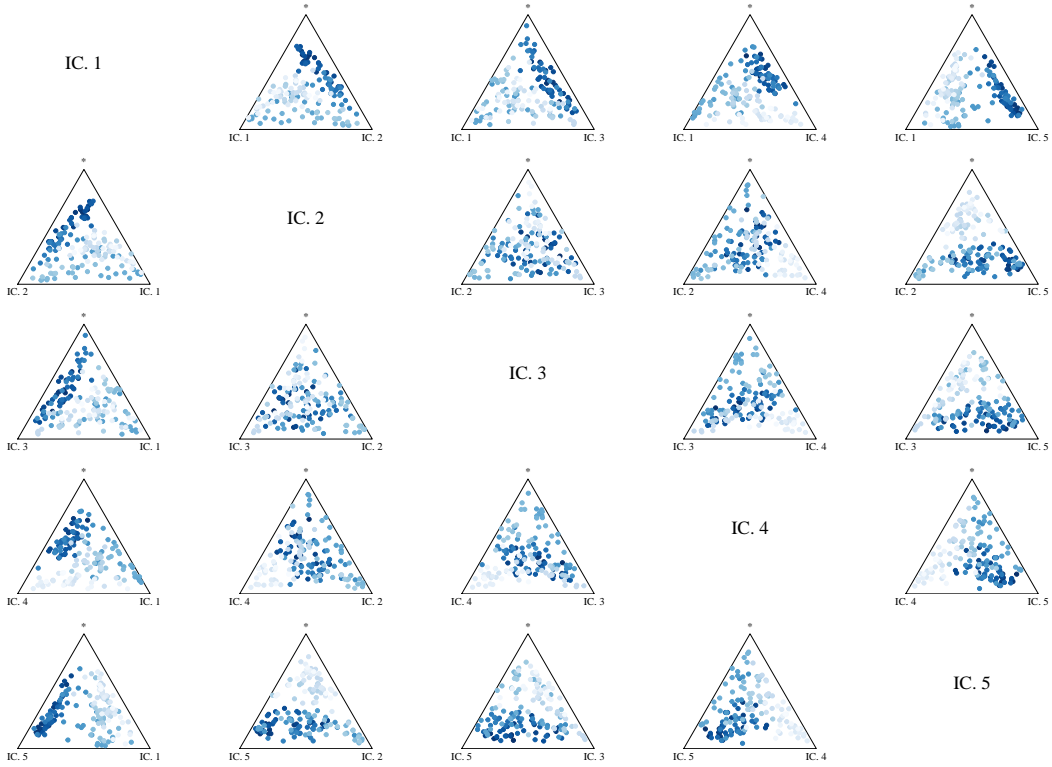 * * * *
IC. 1
IC. 1 IC. 2 IC. 1 IC. 3 IC. 1 IC. 4 IC. 1 IC. 5
* * * *
IC. 2
IC. 2 IC. 1 IC. 2 IC. 3 IC. 2 IC. 4 IC. 2 IC. 5
* * * *
IC. 3
IC. 3 IC. 1 IC. 3 IC. 2 IC. 3 IC. 4 IC. 3 IC. 5
* * * *
IC. 4
IC. 4 IC. 1 IC. 4 IC. 2 IC. 4 IC. 3 IC. 4 IC. 5
* * * *
IC. 5
IC. 5 IC. 1 IC. 5 IC. 2 IC. 5 IC. 3 IC. 5 IC. 4